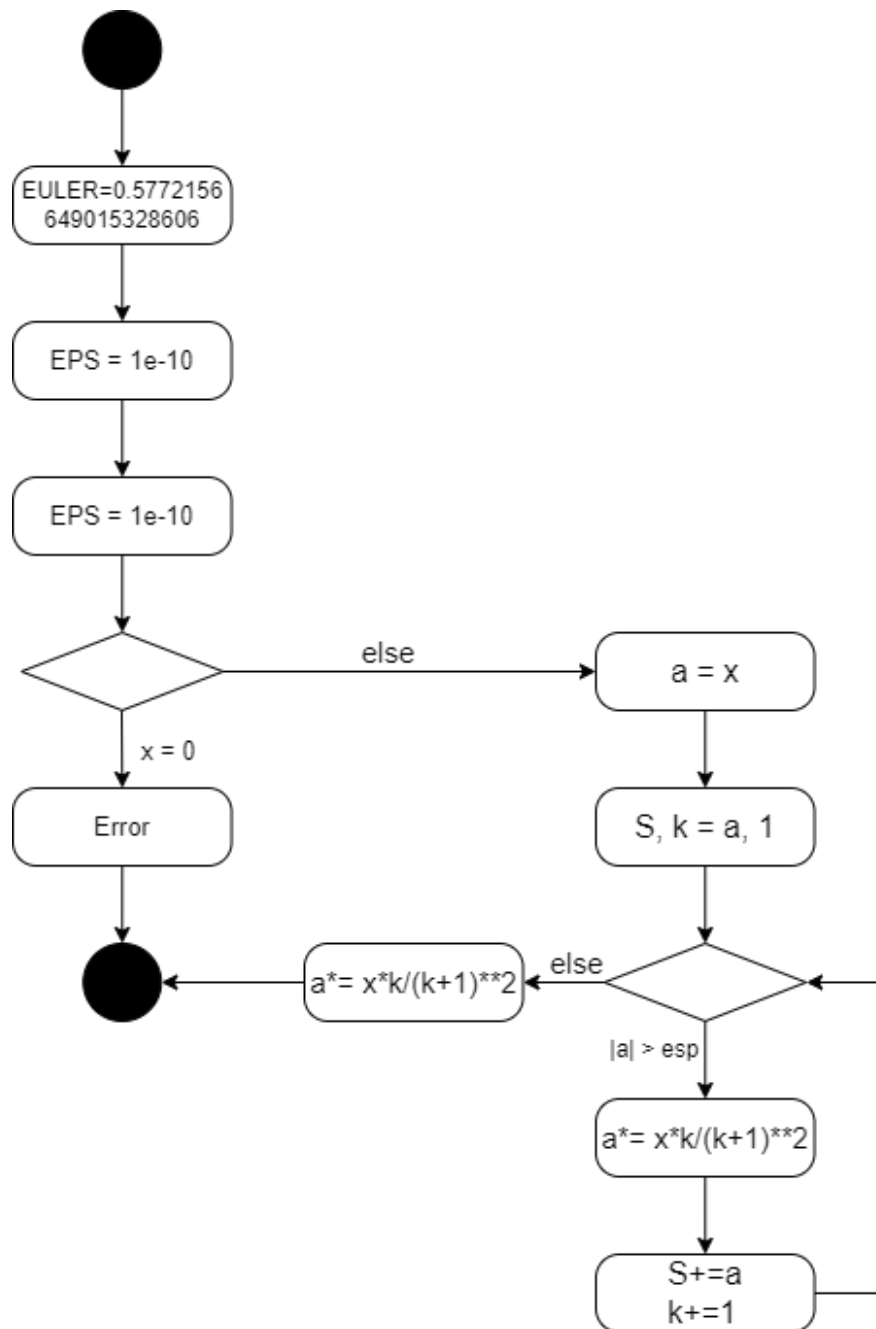 EULER=0.5772156
649015328606
EPS = 1e-10
EPS = 1e-10
else
a = x
x = 0
Error
S, k = a, 1
else
a*= x*k/(k+1)**2
|a| > esp
a*= x*k/(k+1)**2
S+=a
k+=1